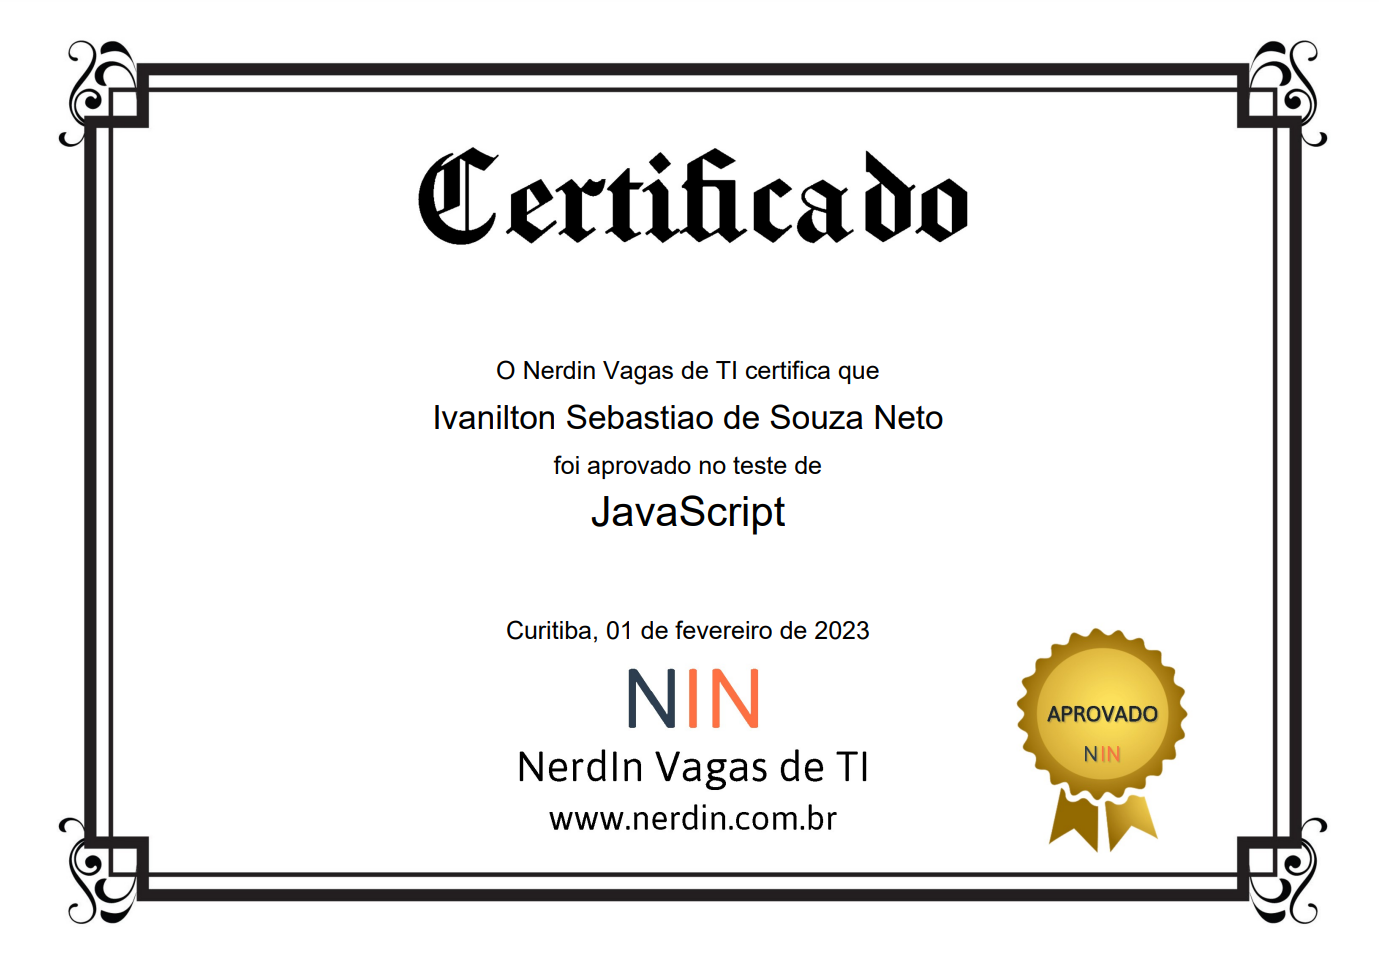 Certificado
O Nerdin Vagas de TI certifica que
Ivanilton Sebastiao de Souza Neto
foi aprovado no teste de
JavaScript
Curitiba, 01 de fevereiro de 2023
NIN
NerdIn Vagas de TI
www.nerdin.com.br
APROVADO
NIN